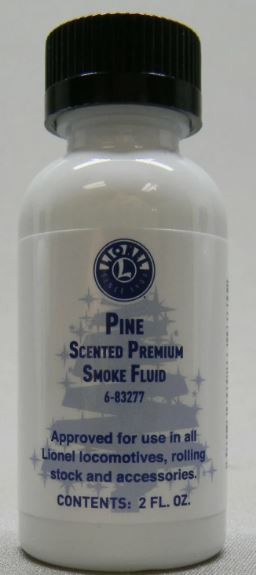 LIONEL
L
PINE
SCENTED PREMIUM
SMOKE FLUID
6-83277
Approved for use in all
Lionel locomotives, rolling
stock and accessories.
CONTENTS: 2 FL. OZ.